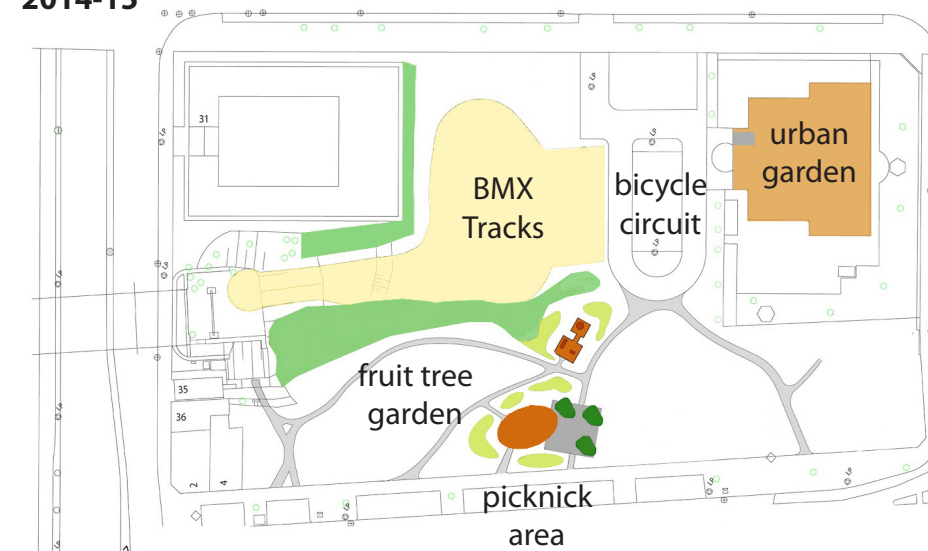 2014-15
31
urban
garden
BMX
Tracks
bicycle
circuit
35
36
fruit tree
garden
2
4
picknick
area